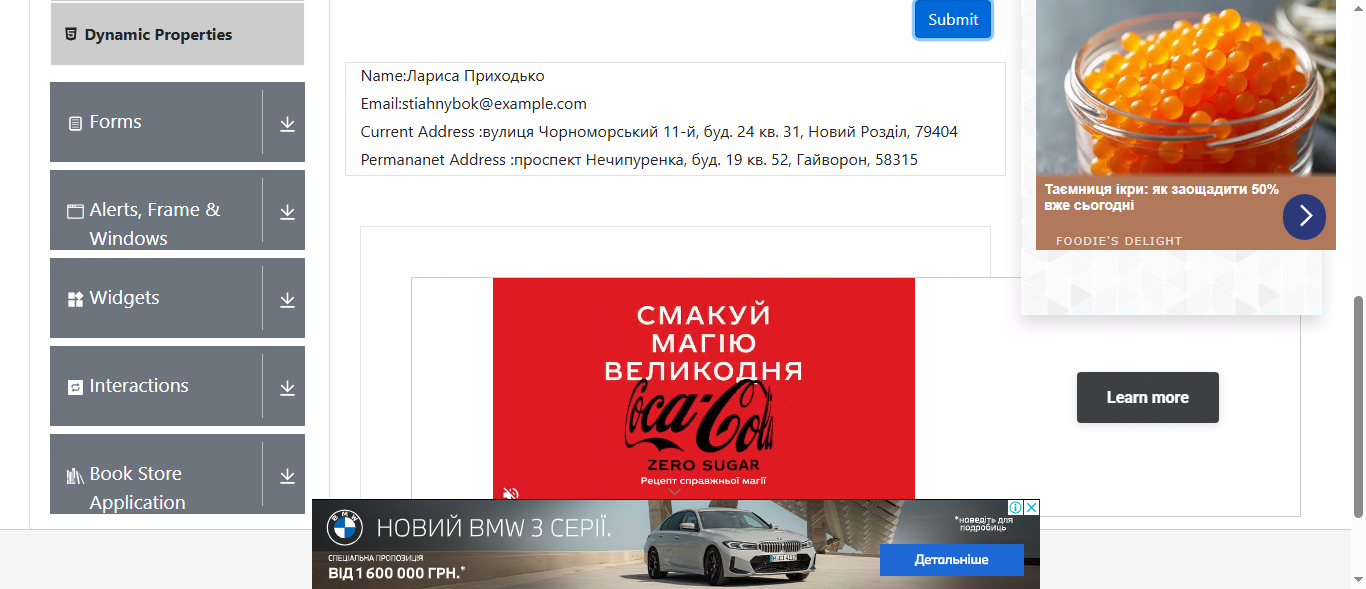 Dynamic Properties
Forms
Alerts, Frame &
Windows
Widgets
Interactions
Book Store
Application
Submit
Name:Лариса Приходько
Email:stiahnybok@example.com
Current Address :вулиця Чорноморський 11-й, буд. 24 кв. 31, Новий Розділ, 79404
Permananet Address :проспект Нечипуренка, буд. 19 кв. 52, Гайворон, 58315
Таємниця ікри: як заощадити 50%
вже сьогодні
FOODIE'S DELIGHT
СМАКУЙ
МАГІЮ
ВЕЛИКОДНЯ
Coca-Cola
ZERO SUGAR
Рецепт справжньої магії
Learn more
BMW
НОВИЙ BMW 3 СЕРІЇ.
СПЕЦІАЛЬНА ПРОПОЗИЦІЯ
ВІД 1 600 000 ГРН.*
*наведіть для
подробиць
Детальніше